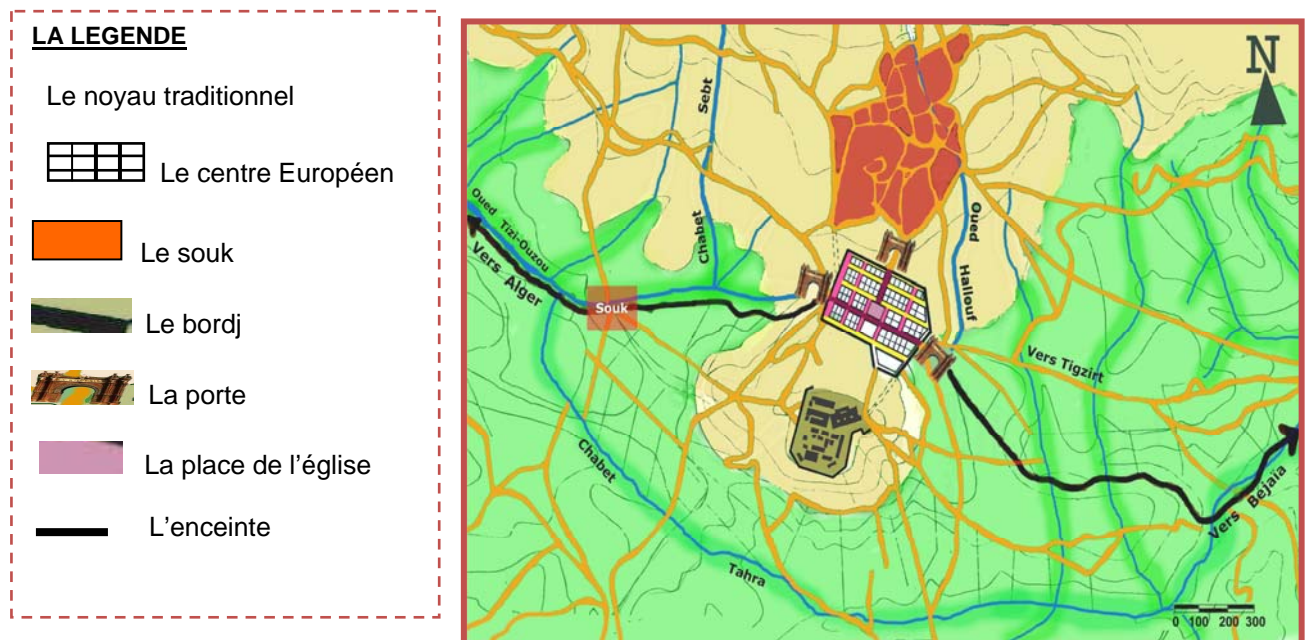 LA LEGENDE
Le noyau traditionnel
Le centre Européen
Le souk
Le bordj
La porte
La place de l'église
L'enceinte
N
Sebt
Chabet
Oued
Hallouf
Oued Tizi-Ouzou
Vers Alger
Souk
Vers Tigzirt
Chabet
Tahra
Vers Bejaïa
0 100 200 300